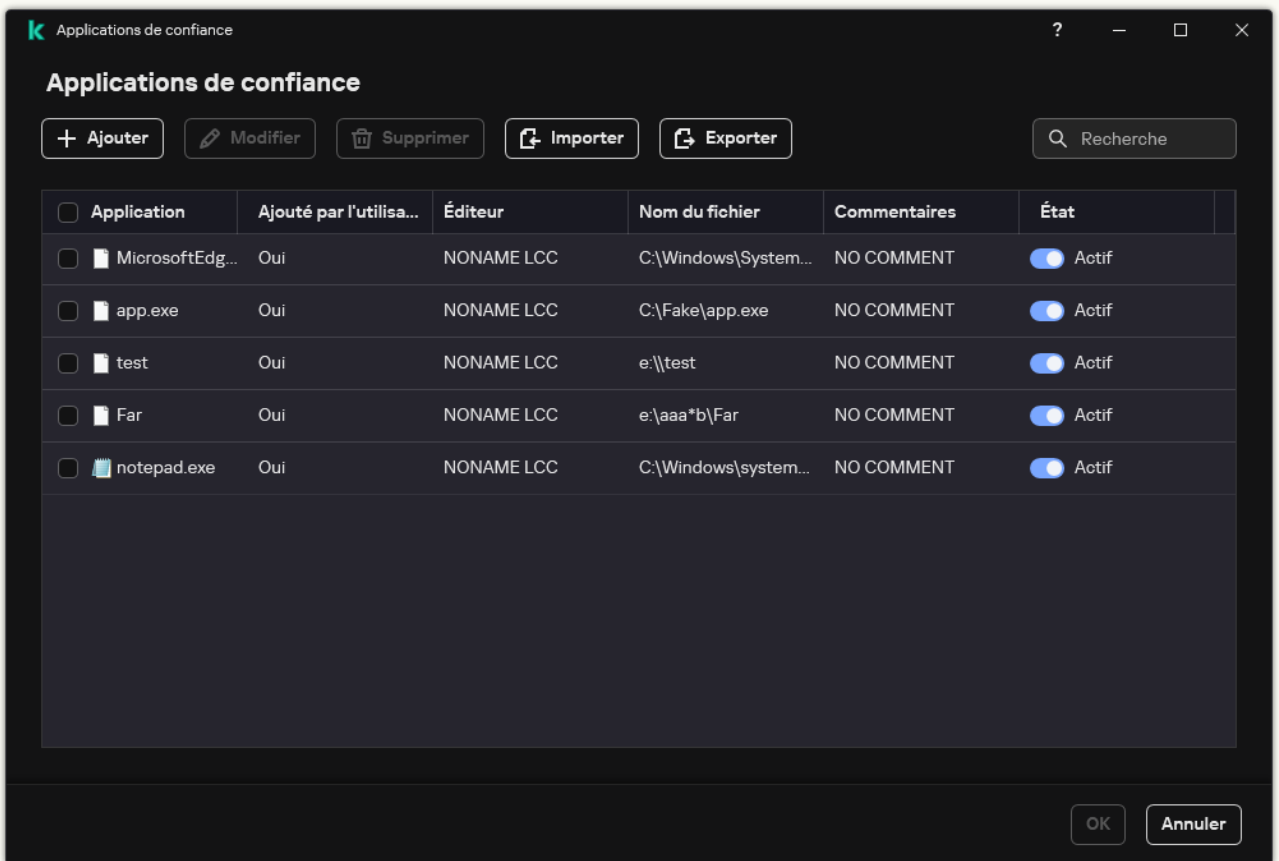 Applications de confiance
?
Applications de confiance
Ajouter Modifier Supprimer Importer Exporter Recherche
Application Ajouté par l'utilisa... Éditeur Nom du fichier Commentaires État
MicrosoftEdg... Oui NONAME LCC C:\Windows\System... NO COMMENT Actif
app.exe Oui NONAME LCC C:\Fake\app.exe NO COMMENT Actif
test Oui NONAME LCC e:\\test NO COMMENT Actif
Far Oui NONAME LCC e:\aaa*b\Far NO COMMENT Actif
notepad.exe Oui NONAME LCC C:\Windows\system... NO COMMENT Actif
OK Annuler